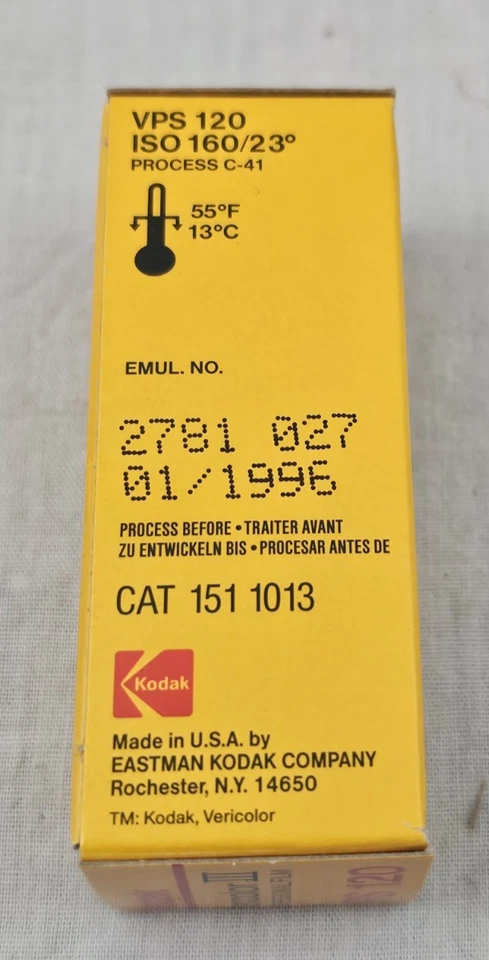 VPS 120
ISO 160/23°
PROCESS C-41
55°F
13°C
EMUL. NO.
2781 027
01/1996
PROCESS BEFORE • TRAITER AVANT
ZU ENTWICKELN BIS • PROCESAR ANTES DE
CAT 151 1013
Kodak
Made in U.S.A. by
EASTMAN KODAK COMPANY
Rochester, N.Y. 14650
TM: Kodak, Vericolor
III
120